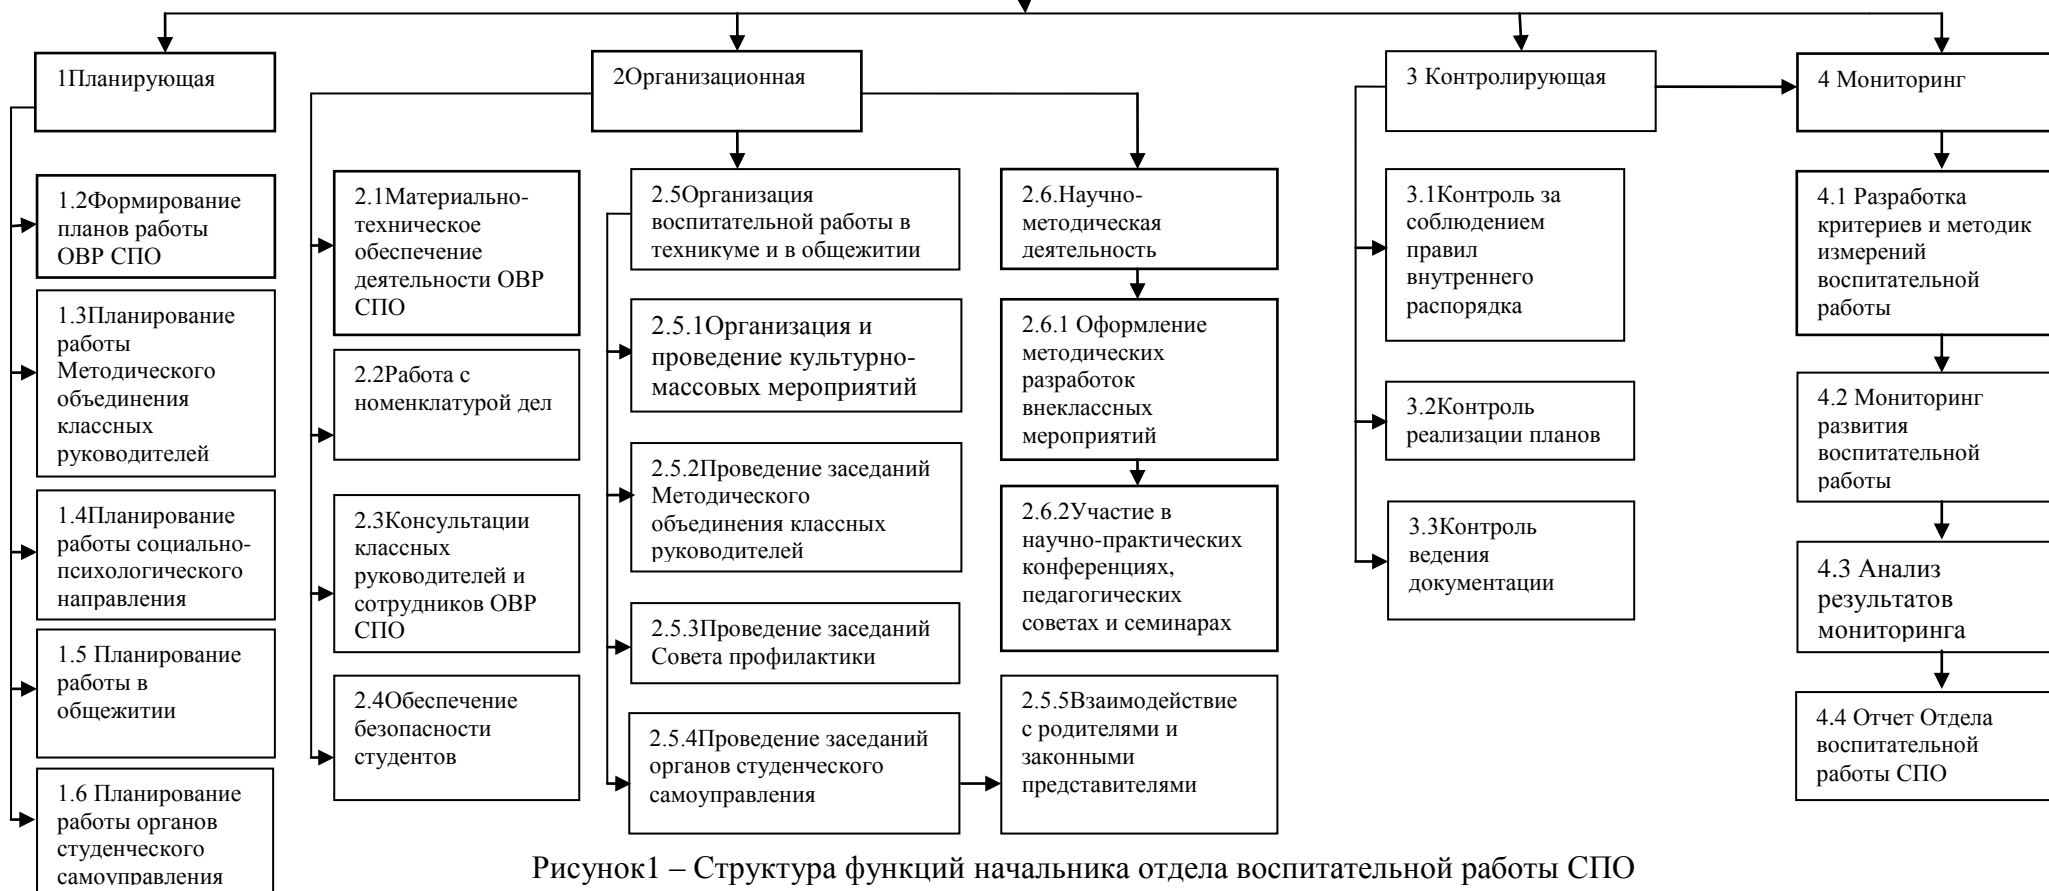 1Планирующая
2Организационная
3 Контролирующая
4 Мониторинг
1.2Формирование
планов работы
ОВР СПО
1.3Планирование
работы
Методического
объединения
классных
руководителей
1.4Планирование
работы социально-
психологического
направления
1.5 Планирование
работы в
общежитии
1.6 Планирование
работы органов
студенческого
самоуправления
2.1Материально-
техническое
обеспечение
деятельности ОВР
СПО
2.2Работа с
номенклатурой дел
2.3Консультации
классных
руководителей и
сотрудников ОВР
СПО
2.4Обеспечение
безопасности
студентов
2.5Организация
воспитательной работы в
техникуме и в общежитии
2.5.1Организация и
проведение культурно-
массовых мероприятий
2.5.2Проведение заседаний
Методического
объединения классных
руководителей
2.5.3Проведение заседаний
Совета профилактики
2.5.4Проведение заседаний
органов студенческого
самоуправления
2.6.Научно-
методическая
деятельность
2.6.1 Оформление
методических
разработок
внеклассных
мероприятий
2.6.2Участие в
научно-практических
конференциях,
педагогических
советах и семинарах
2.5.5Взаимодействие
с родителями и
законными
представителями
3.1Контроль за
соблюдением
правил
внутреннего
распорядка
3.2Контроль
реализации планов
3.3Контроль
ведения
документации
4.1 Разработка
критериев и методик
измерений
воспитательной
работы
4.2 Мониторинг
развития
воспитательной
работы
4.3 Анализ
результатов
мониторинга
4.4 Отчет Отдела
воспитательной
работы СПО
Рисунок1 – Структура функций начальника отдела воспитательной работы СПО